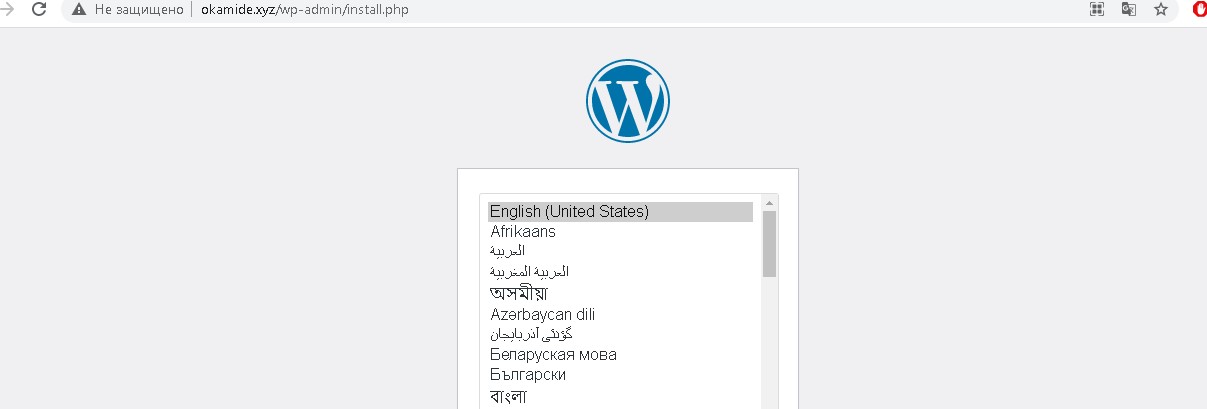 Не защищено okamide.xyz/wp-admin/install.php
English (United States)
Afrikaans
العربية
العربية المغربية
অসমীয়া
Azərbaycan dili
گؤنئی آذربایجان
Беларуская мова
Български
বাংলা